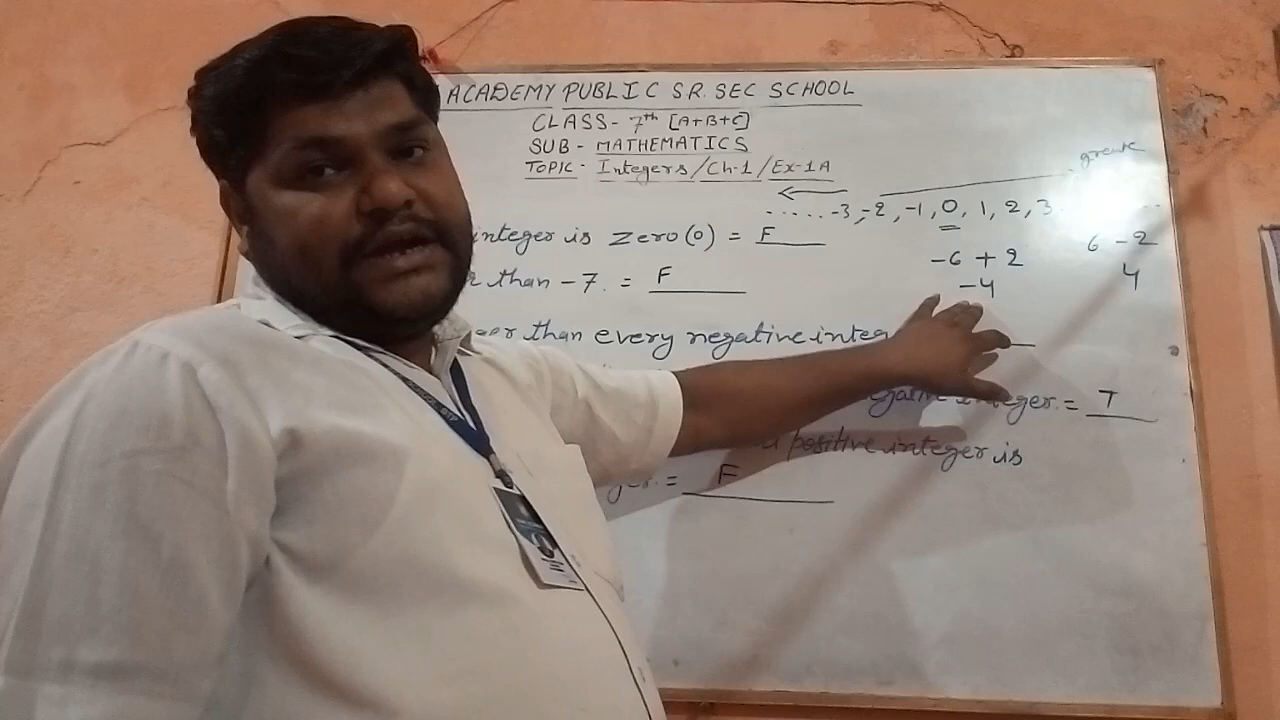 ACADEMY PUBLIC SR. SEC SCHOOL
CLASS - 7th [A+B+C]
SUB - MATHEMATICS
TOPIC - Integers/Ch-1/Ex-1A
......-3,-2,-1,0,1,2,3
integer is Zero (0) = F
-6 + 2
6 - 2
than -7. = F
-4
4
than every negative integ
integer. = T
a positive integer is
= F